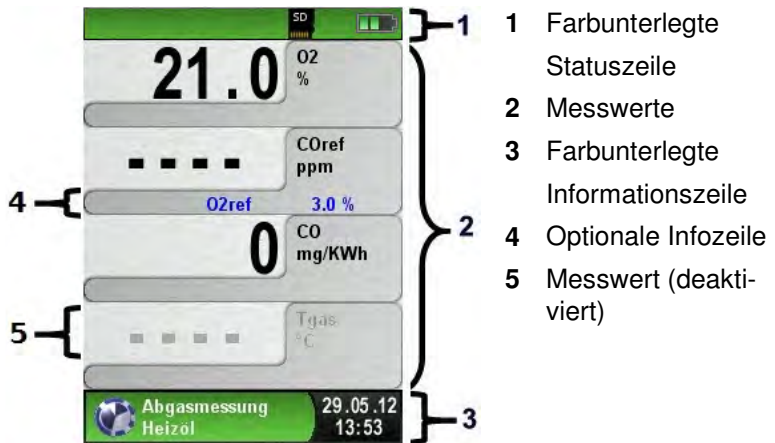 SD
1
21.0 O2
%
---- COref
ppm
4
O2ref 3.0 %
0 CO
mg/KWh
2
5
---- Tgas
°C
Abgasmessung 29.05.12
Heizöl 13:53
3
1 Farbunterlegte
Statuszeile
2 Messwerte
3 Farbunterlegte
Informationszeile
4 Optionale Infozeile
5 Messwert (deakti-
viert)